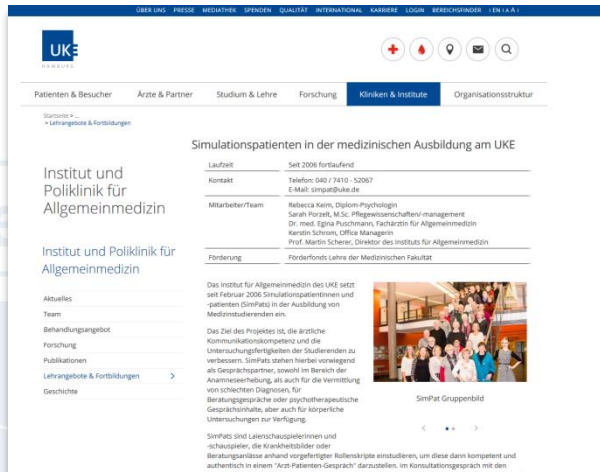 ÜBER UNS PRESSE MEDIATHEK SPENDEN QUALITÄT INTERNATIONAL KARRIERE LOGIN BEREICHSFINDER | EN | A A |
UKE
HAMBURG
Patienten & Besucher Ärzte & Partner Studium & Lehre Forschung Kliniken & Institute Organisationsstruktur
Startseite > ...
> Lehrangebote & Fortbildungen
Simulationspatienten in der medizinischen Ausbildung am UKE
Institut und
Poliklinik für
Allgemeinmedizin
Institut und Poliklinik für
Allgemeinmedizin
Aktuelles
Team
Behandlungsangebot
Forschung
Publikationen
Lehrangebote & Fortbildungen >
Geschichte
Laufzeit Seit 2006 fortlaufend
Kontakt Telefon: 040 / 7410 - 52067
E-Mail: simpat@uke.de
Mitarbeiter/Team Rebecca Keim, Diplom-Psychologin
Sarah Porzelt, M.Sc. Pflegewissenschaften/-management
Dr. med. Egina Puschmann, Fachärztin für Allgemeinmedizin
Kerstin Schrom, Office Managerin
Prof. Martin Scherer, Direktor des Instituts für Allgemeinmedizin
Förderung Förderfonds Lehre der Medizinischen Fakultät
Das Institut für Allgemeinmedizin des UKE setzt
seit Februar 2006 Simulationspatientinnen und
-patienten (SimPats) in der Ausbildung von
Medizinstudierenden ein.
Das Ziel des Projektes ist, die ärztliche
Kommunikationskompetenz und die
Untersuchungsfertigkeiten der Studierenden zu
verbessern. SimPats stehen hierbei vorwiegend
als Gesprächspartner, sowohl im Bereich der
Anamneseerhebung, als auch für die Vermittlung
von schlechten Diagnosen, für
Beratungsgespräche oder psychotherapeutische
Gesprächsinhalte, aber auch für körperliche
Untersuchungen zur Verfügung.
SimPat Gruppenbild
SimPats sind Laienschauspielerinnen und
-schauspieler, die Krankheitsbilder oder
Beratungsanlässe anhand vorgefertigter Rollenskripte einstudieren, um diese dann kompetent und
authentisch in einem "Arzt-Patienten-Gespräch" darzustellen. Im Konsultationsgespräch mit den